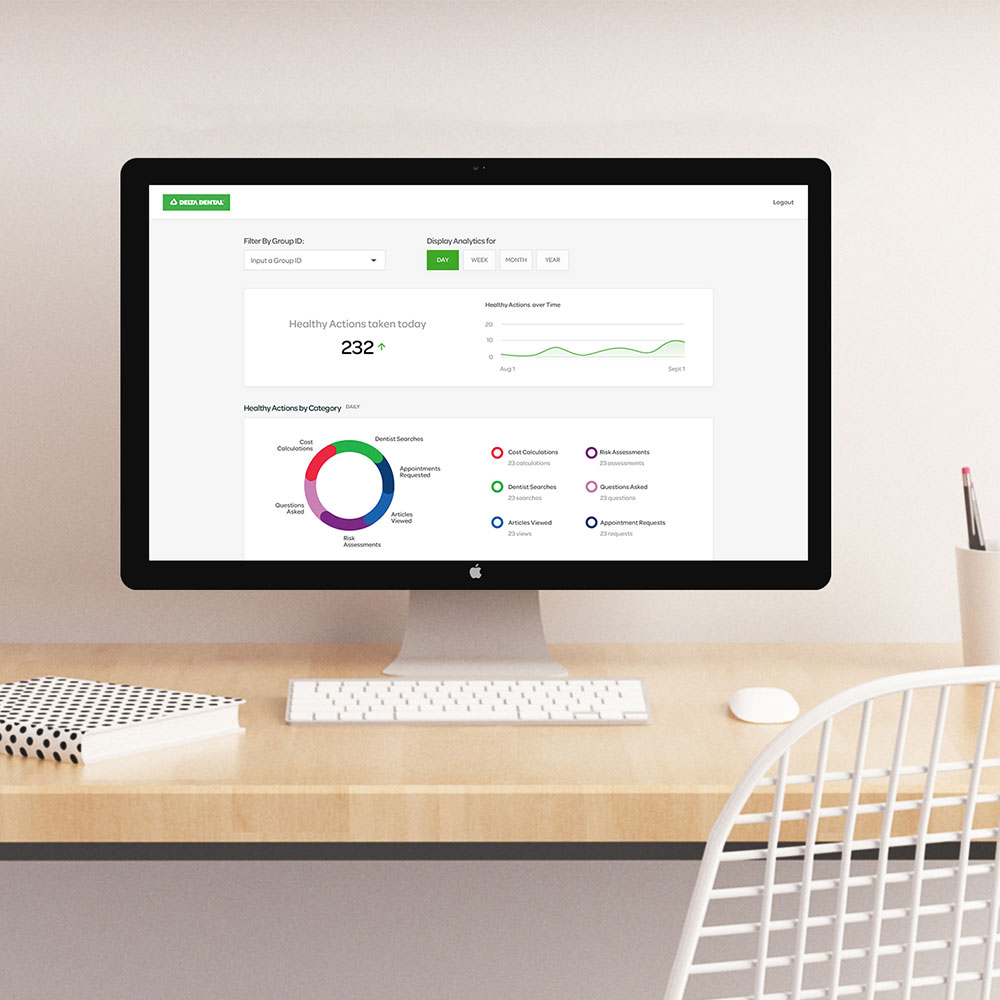 DELTA DENTAL
Logout
Filter By Group ID:
Display Analytics for
Input a Group ID
DAY
WEEK
MONTH
YEAR
Healthy Actions taken today
232
Healthy Actions over Time
20
10
0
Aug 1
Sept 1
Healthy Actions by Category
DAILY
Cost
Calculations
Dentist Searches
Appointments
Requested
Articles
Viewed
Risk
Assessments
Questions
Asked
Cost Calculations
23 calculations
Risk Assessments
23 assessments
Dentist Searches
23 searches
Questions Asked
23 questions
Articles Viewed
23 views
Appointment Requests
23 requests